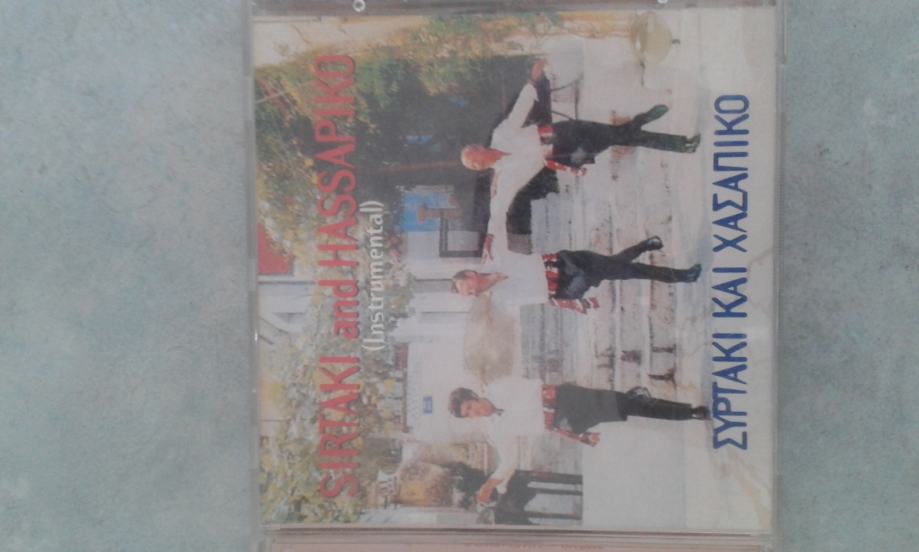 SIRTAKI and HASSAPIKO
(Instrumental)
ΣΥΡΤΑΚΙ ΚΑΙ ΧΑΣΑΠΙΚΟ